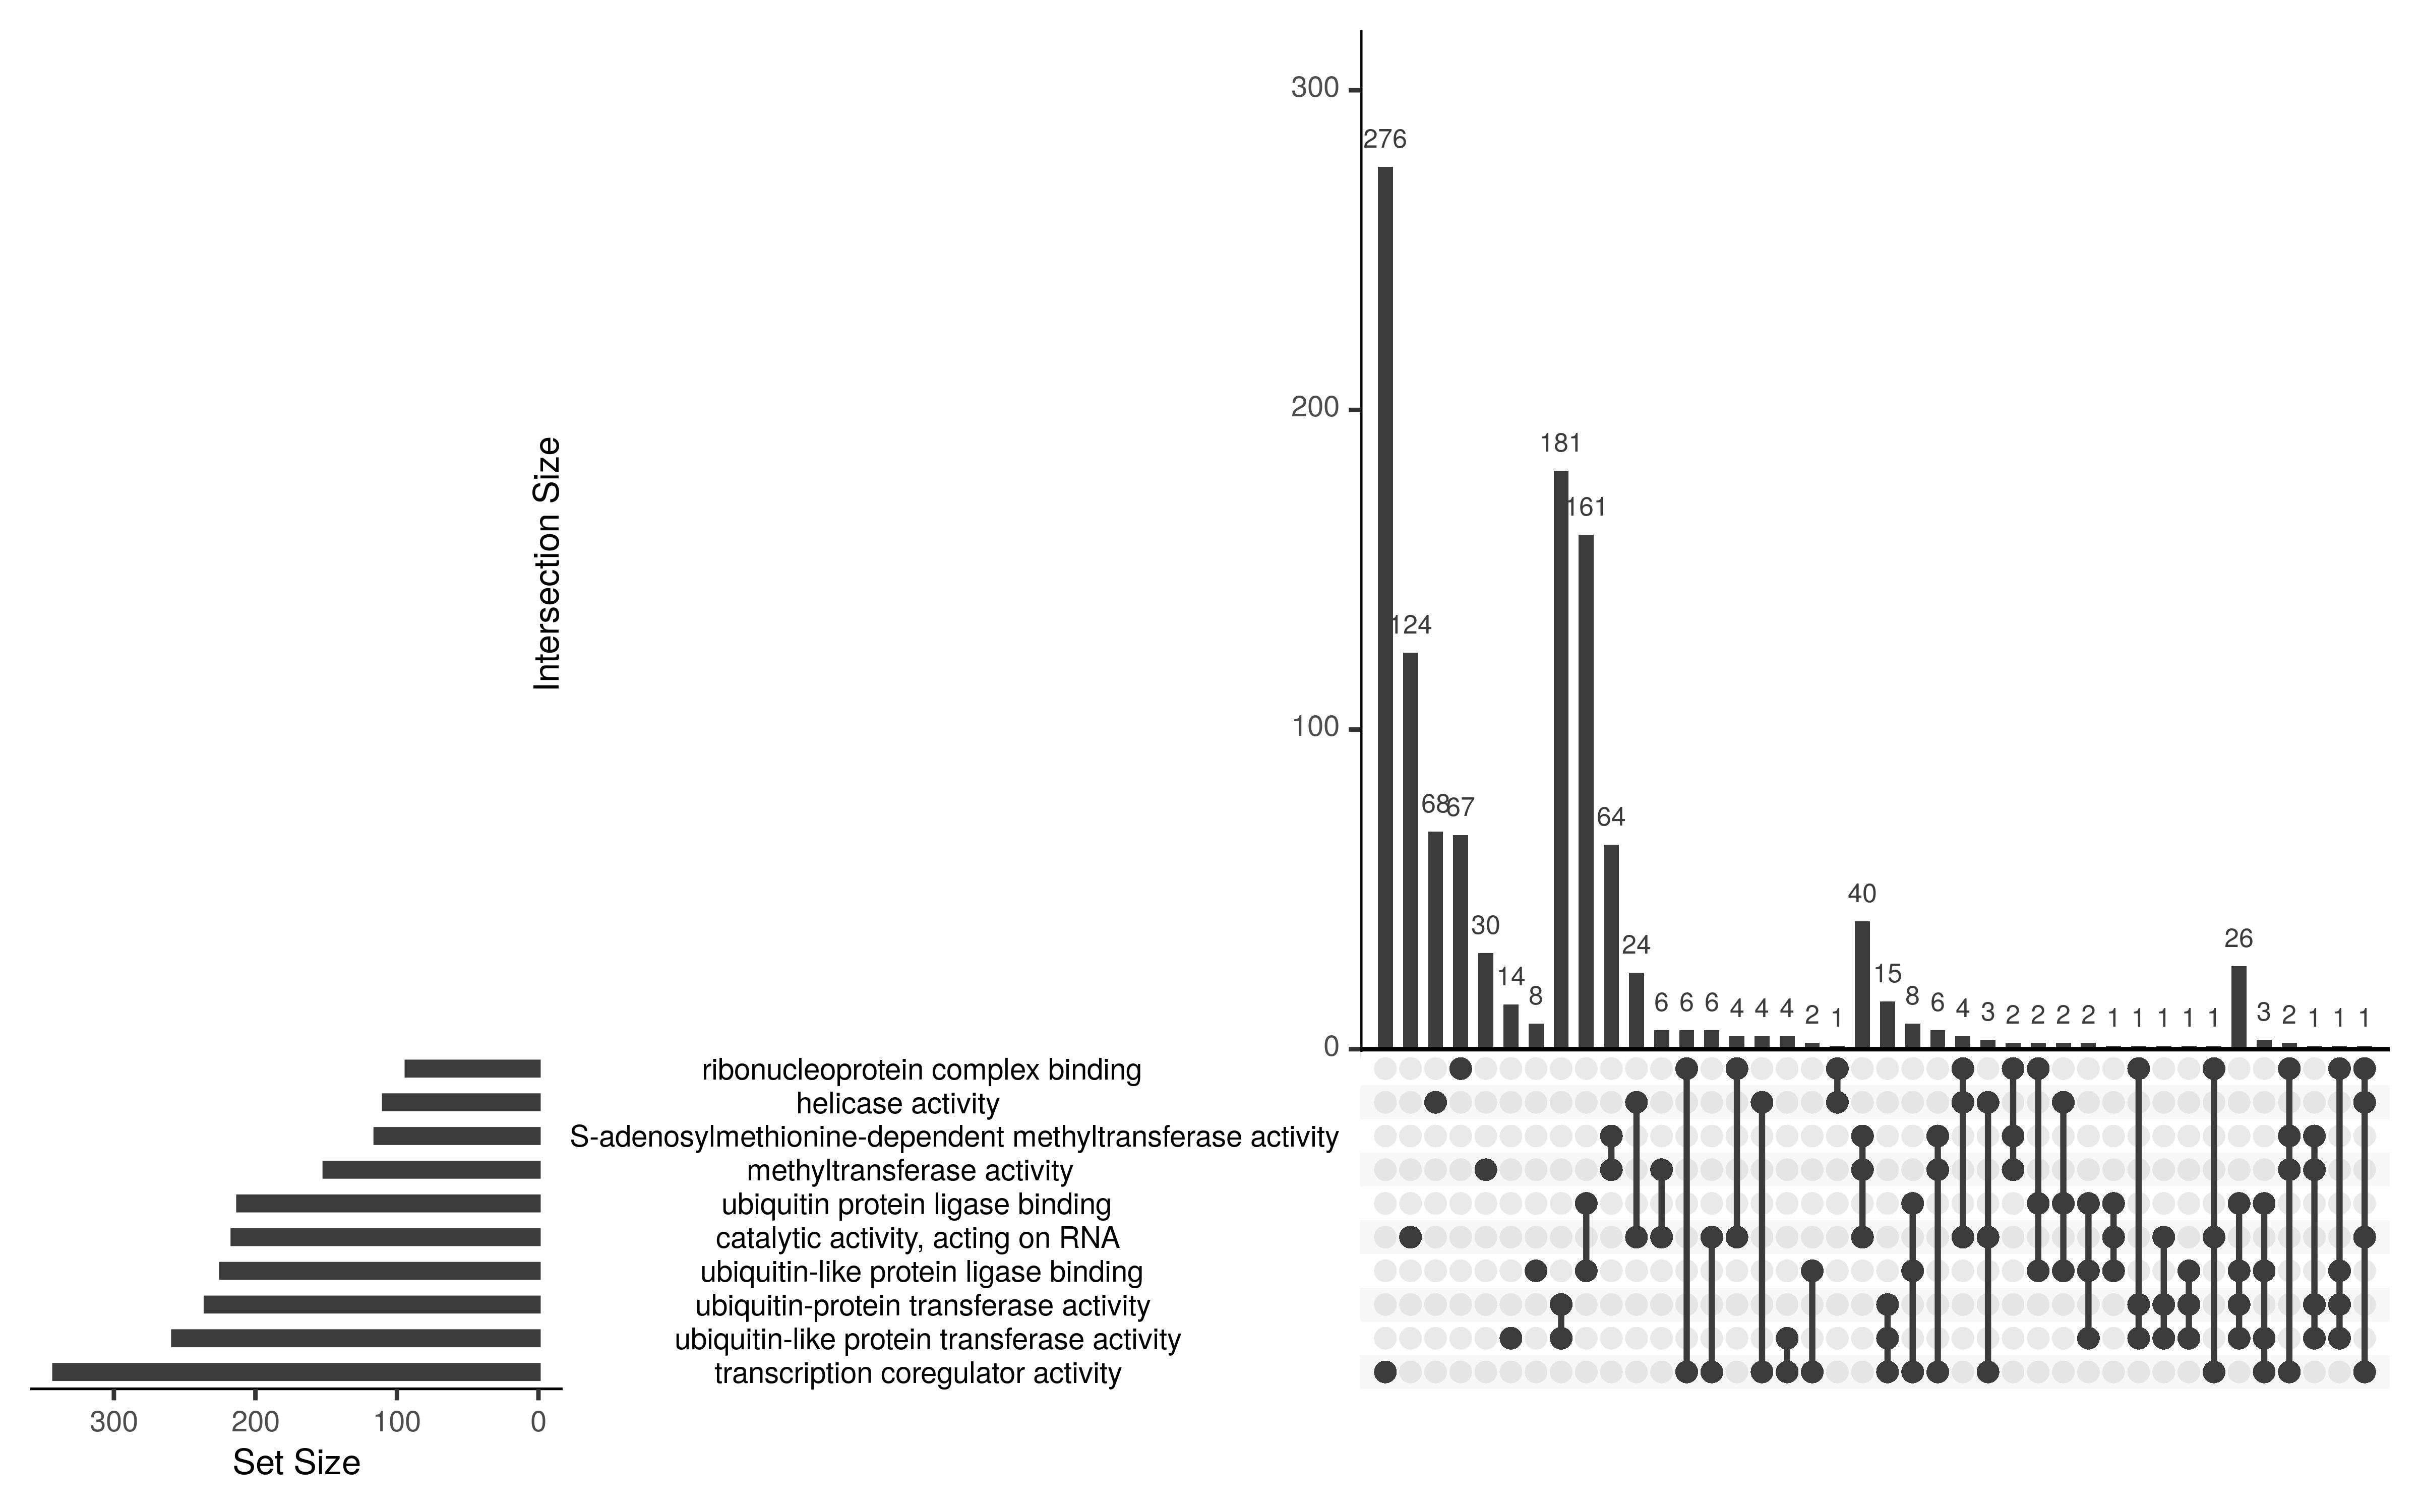 300
276
200
181
161
124
100
6867
64
40
30
24
26
14
8
15
6 6 6 4 4 4 2 1
8 6 4 3 2 2 2 2 1 1 1 1 1
3 2 1 1 1
0
Intersection Size
ribonucleoprotein complex binding
helicase activity
S-adenosylmethionine-dependent methyltransferase activity
methyltransferase activity
ubiquitin protein ligase binding
catalytic activity, acting on RNA
ubiquitin-like protein ligase binding
ubiquitin-protein transferase activity
ubiquitin-like protein transferase activity
transcription coregulator activity
300 200 100 0
Set Size